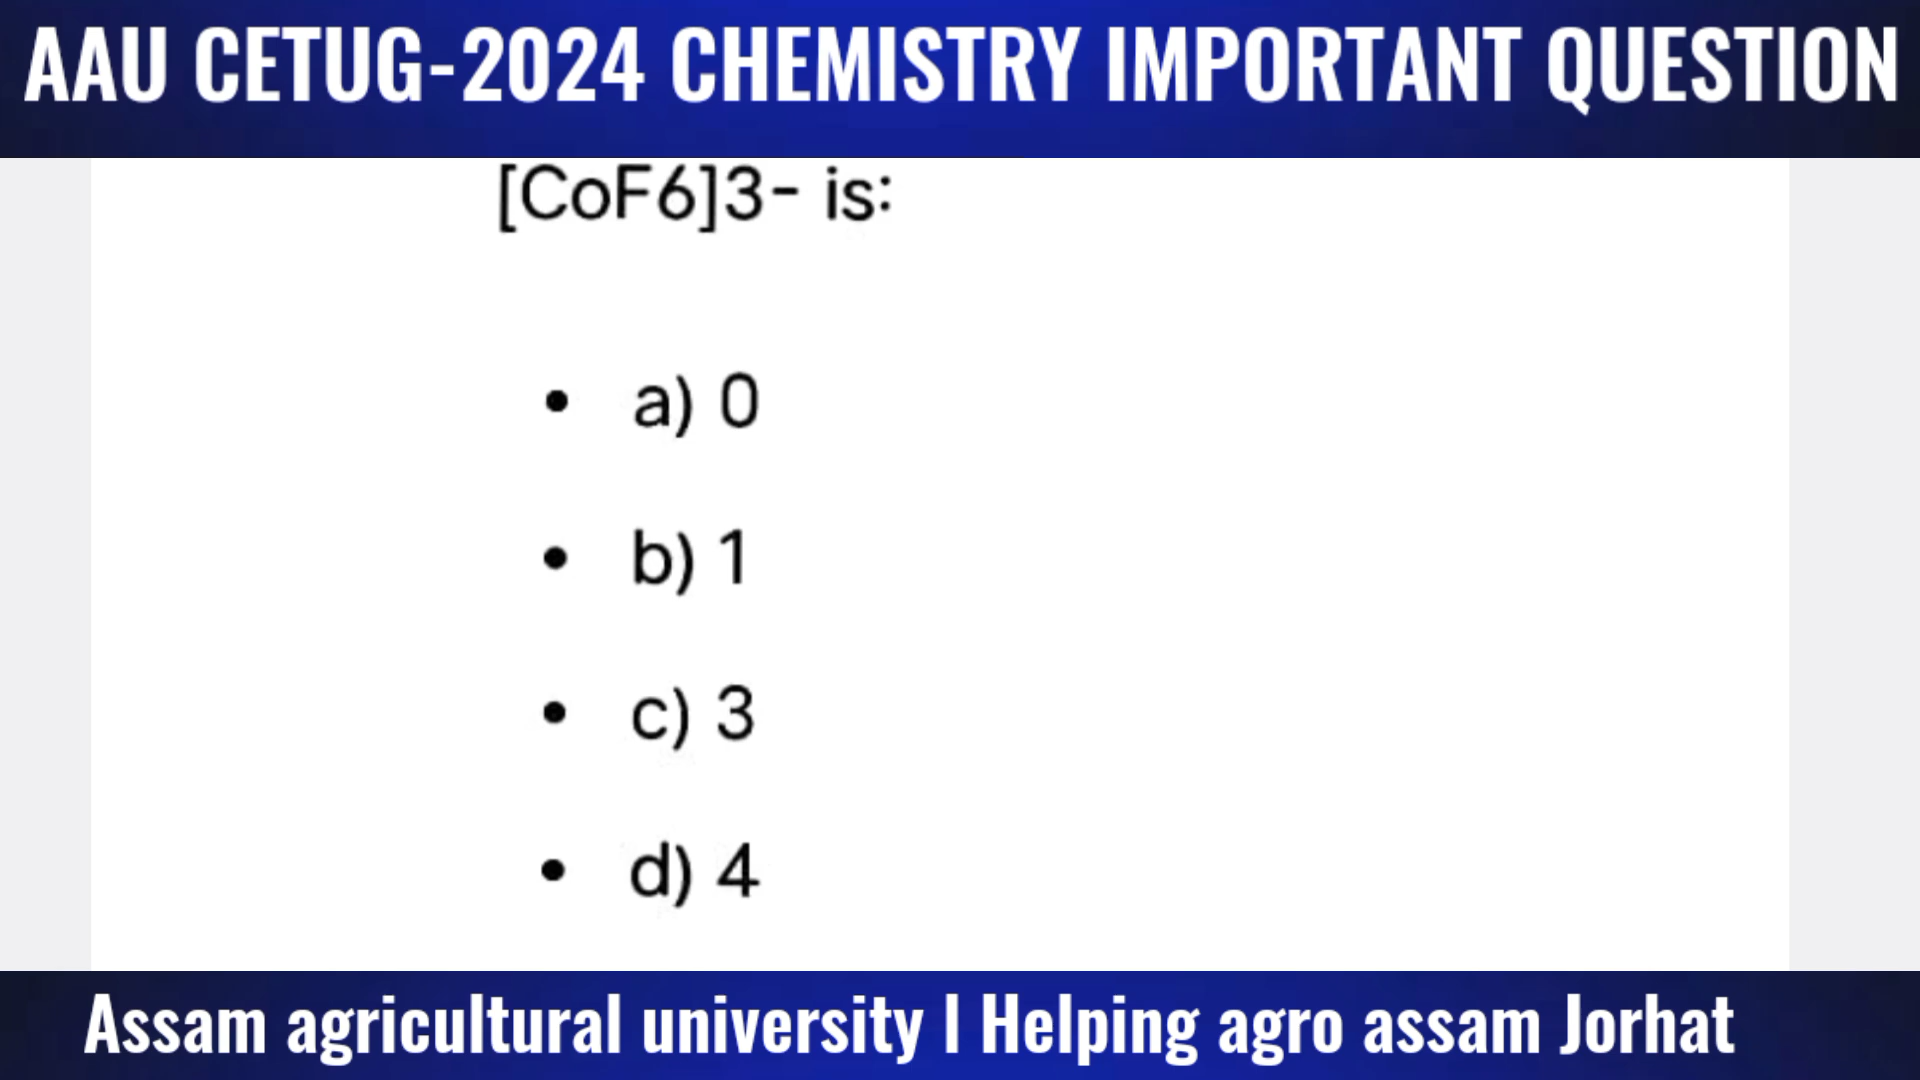 AAU CETUG-2024 CHEMISTRY IMPORTANT QUESTION
[CoF6]3- is:
• a) 0
• b) 1
• c) 3
• d) 4
Assam agricultural university l Helping agro assam Jorhat